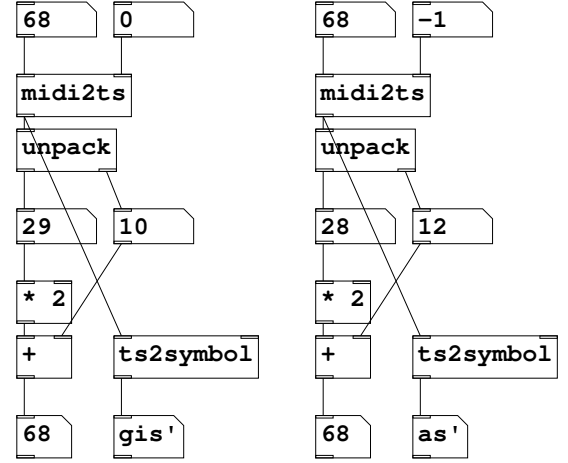 68 0 68 -1
midi2ts midi2ts
unpack unpack
29 10 28 12
* 2 * 2
+ ts2symbol + ts2symbol
68 gis' 68 as'